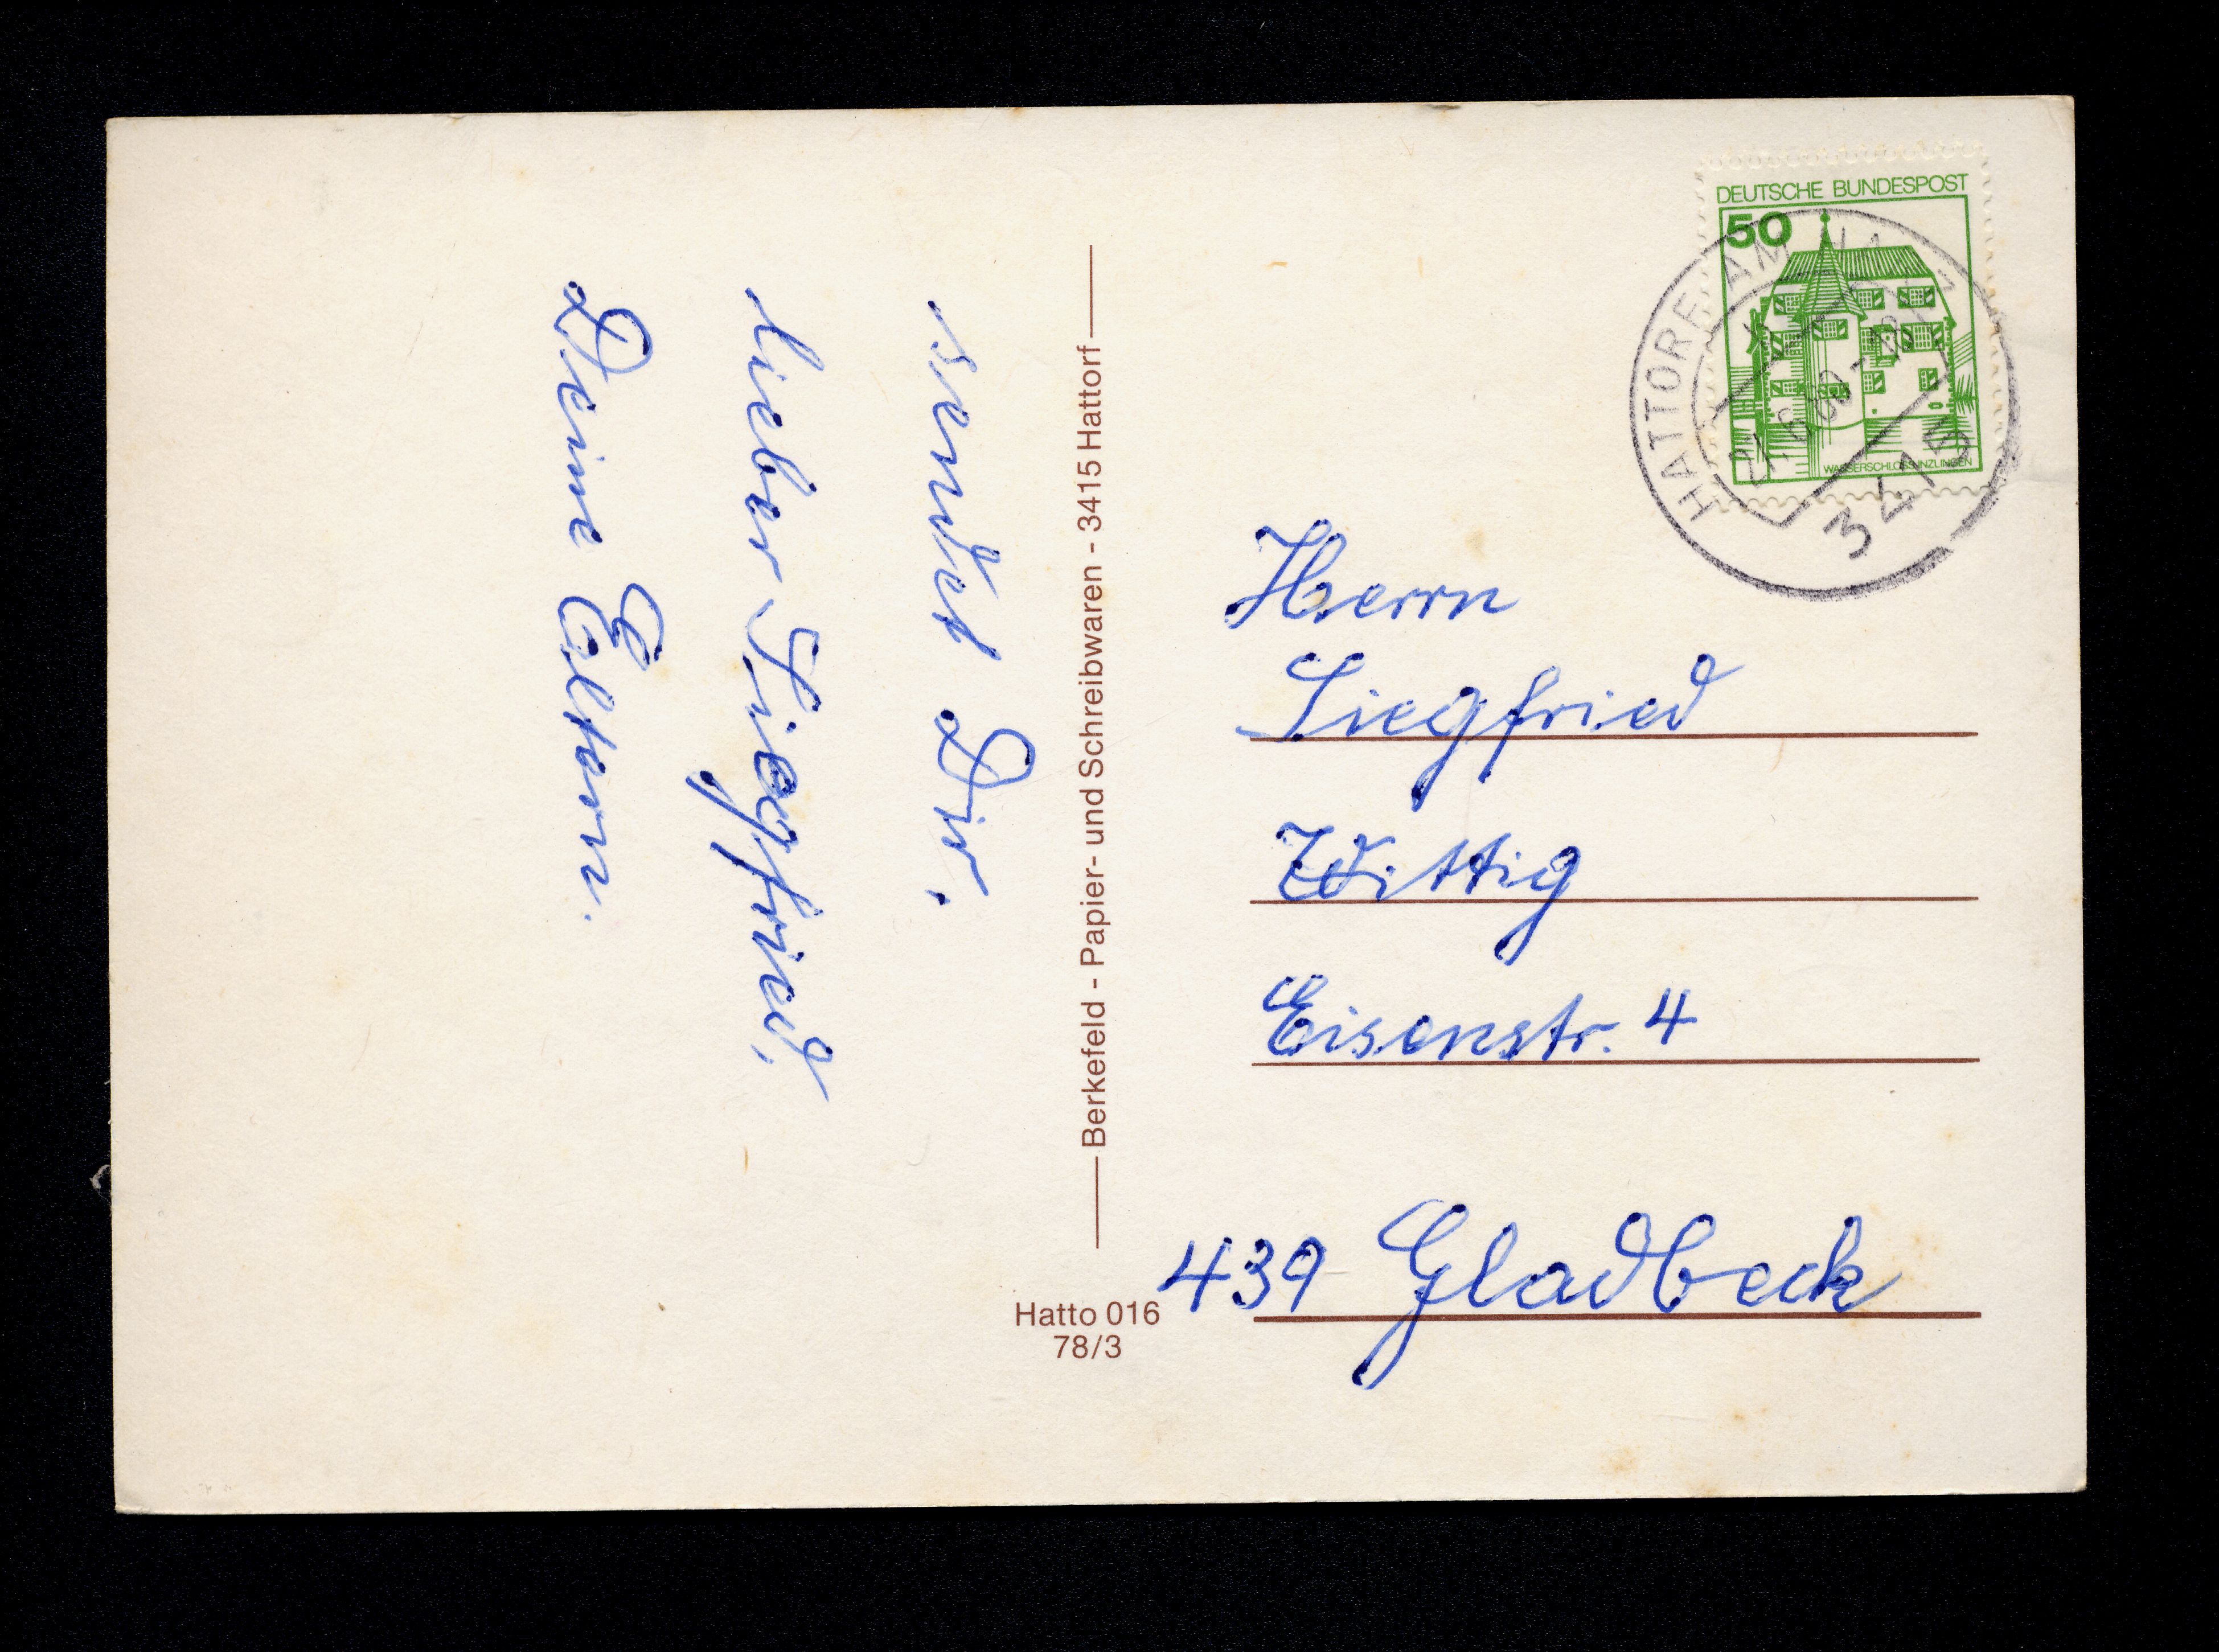 sendet Dir,
lieber Siegfried,
Deine Eltern.
Berkefeld - Papier- und Schreibwaren - 3415 Hattorf
Hatto 016
78/3
DEUTSCHE BUNDESPOST
50
WASSERSCHLOSS INZLINGEN
HATTORF AM
3415
Herrn
Siegfried
Wittig
Eisenstr. 4
439 Gladbeck